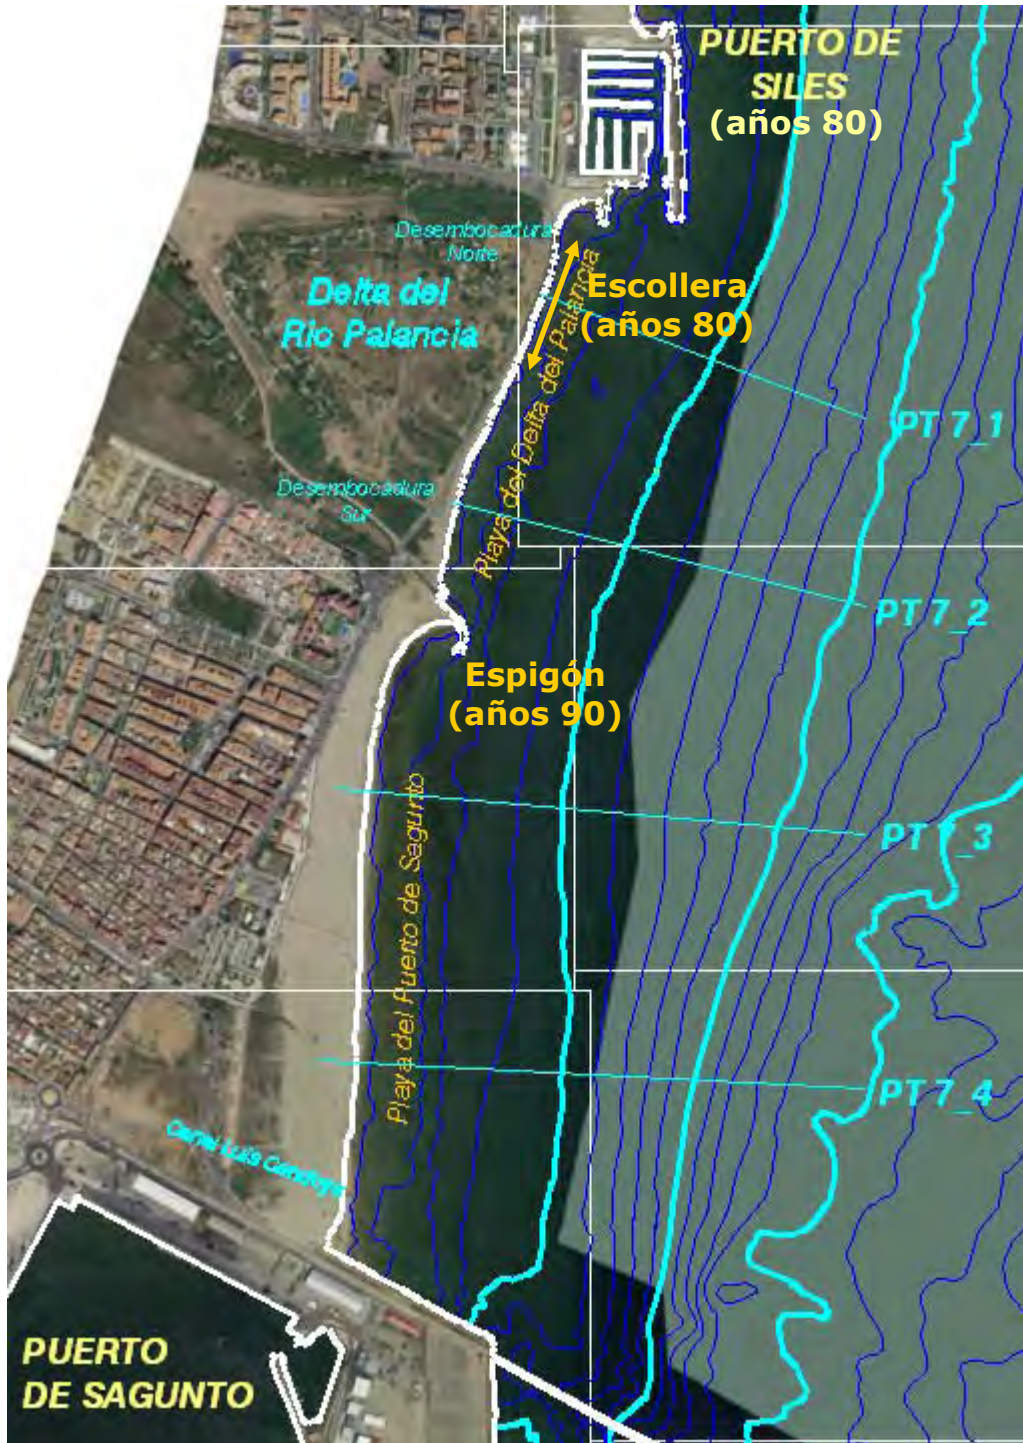 PUERTO DE
SILES
(años 80)
Desembocadura
Norte
Delta del
Rio Palancia
Escollera
(años 80)
Playa del Delta del Palancia
PT 7_1
Desembocadura
Sur
PT 7_2
Espigón
(años 90)
Playa del Puerto de Sagunto
PT 7_3
PT 7_4
Canal Luis
PUERTO
DE SAGUNTO